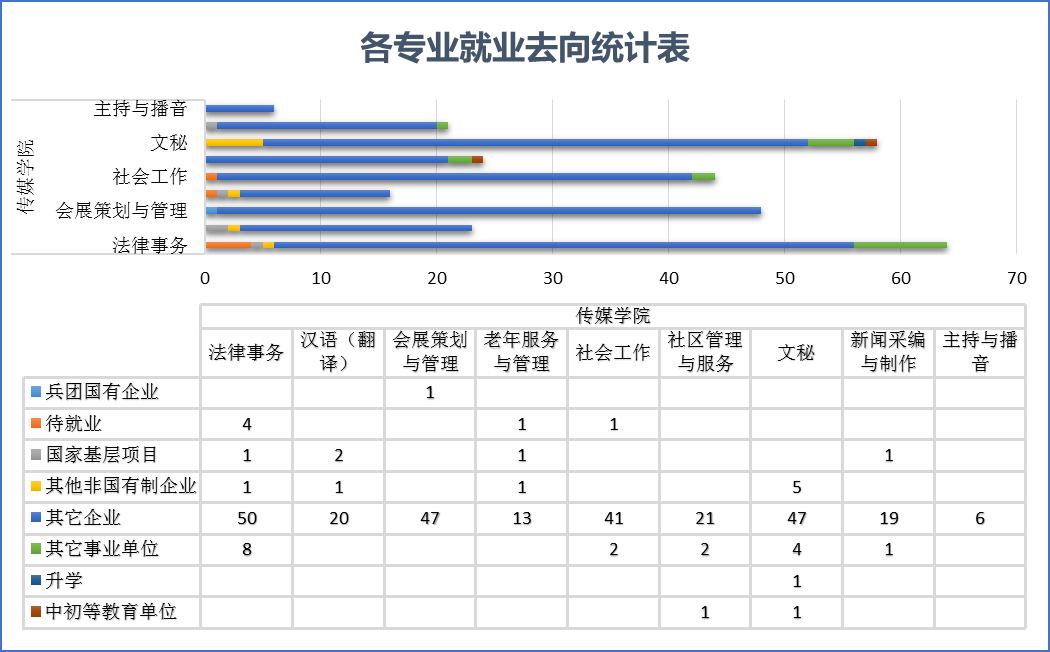 各专业就业去向统计表
传媒学院
主持与播音
文秘
社会工作
会展策划与管理
法律事务
0 10 20 30 40 50 60 70
传媒学院
法律事务 汉语（翻译） 会展策划与管理 老年服务与管理 社会工作 社区管理与服务 文秘 新闻采编与制作 主持与播音
兵团国有企业 1
待就业 4 1 1
国家基层项目 1 2 1 1
其他非国有制企业 1 1 1 5
其它企业 50 20 47 13 41 21 47 19 6
其它事业单位 8 2 2 4 1
升学 1
中初等教育单位 1 1